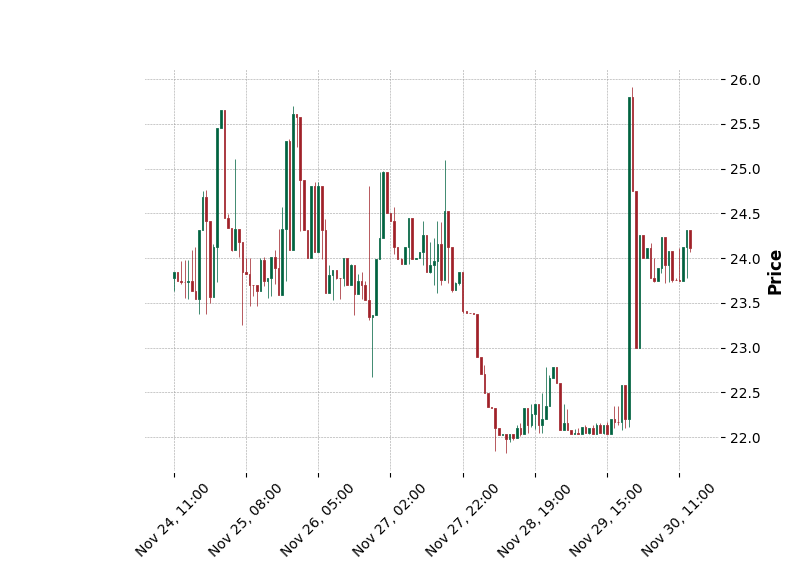 26.0
25.5
25.0
24.5
24.0
23.5
23.0
22.5
22.0
Price
Nov 24, 11:00
Nov 25, 08:00
Nov 26, 05:00
Nov 27, 02:00
Nov 27, 22:00
Nov 28, 19:00
Nov 29, 15:00
Nov 30, 11:00